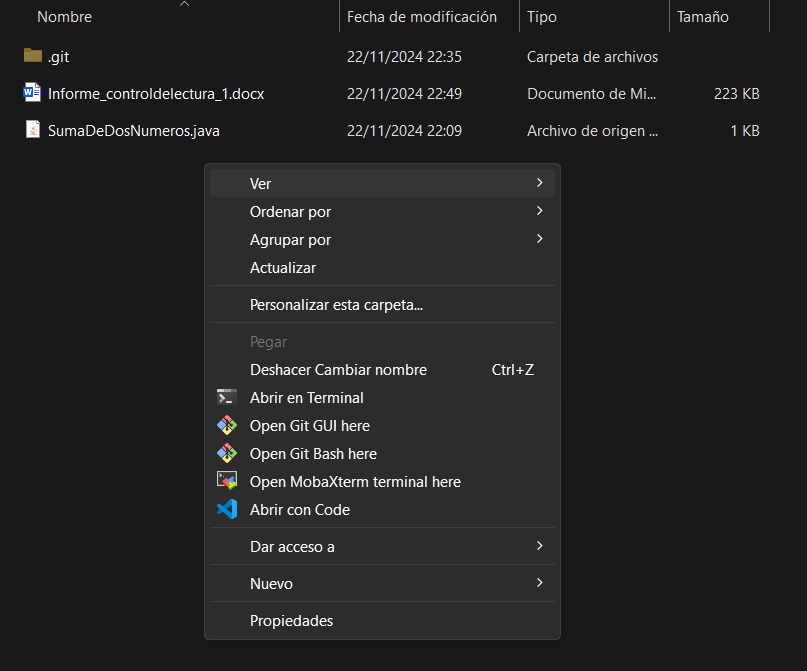 Nombre Fecha de modificación Tipo Tamaño
.git 22/11/2024 22:35 Carpeta de archivos
Informe_controldelectura_1.docx 22/11/2024 22:49 Documento de Mi... 223 KB
SumaDeDosNumeros.java 22/11/2024 22:09 Archivo de origen ... 1 KB
Ver
Ordenar por
Agrupar por
Actualizar
Personalizar esta carpeta...
Pegar
Deshacer Cambiar nombre Ctrl+Z
Abrir en Terminal
Open Git GUI here
Open Git Bash here
Open MobaXterm terminal here
Abrir con Code
Dar acceso a
Nuevo
Propiedades